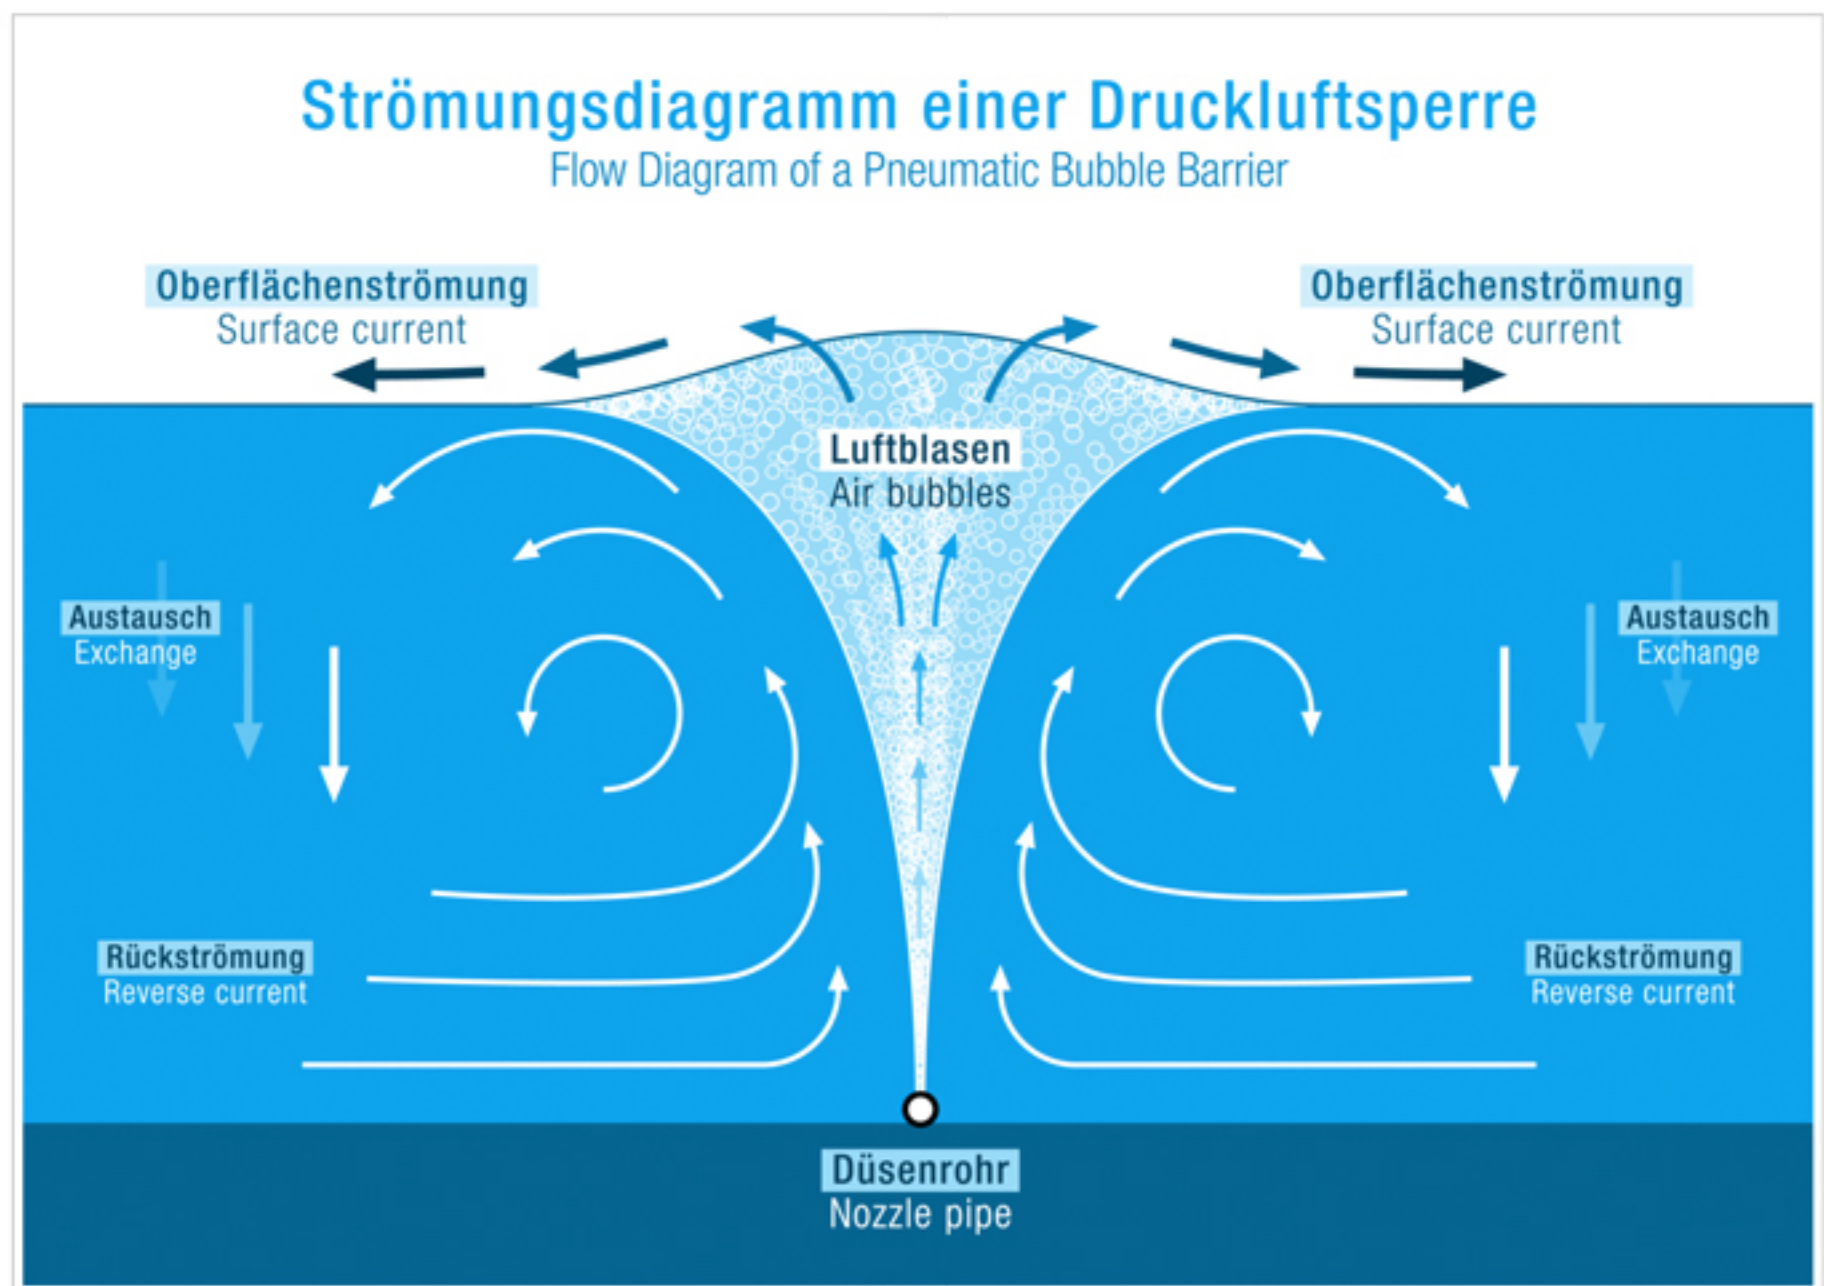 Strömungsdiagramm einer Druckluftsperre
Flow Diagram of a Pneumatic Bubble Barrier
Oberflächenströmung
Surface current
Oberflächenströmung
Surface current
Luftblasen
Air bubbles
Austausch
Exchange
Austausch
Exchange
Rückströmung
Reverse current
Rückströmung
Reverse current
Düsenrohr
Nozzle pipe